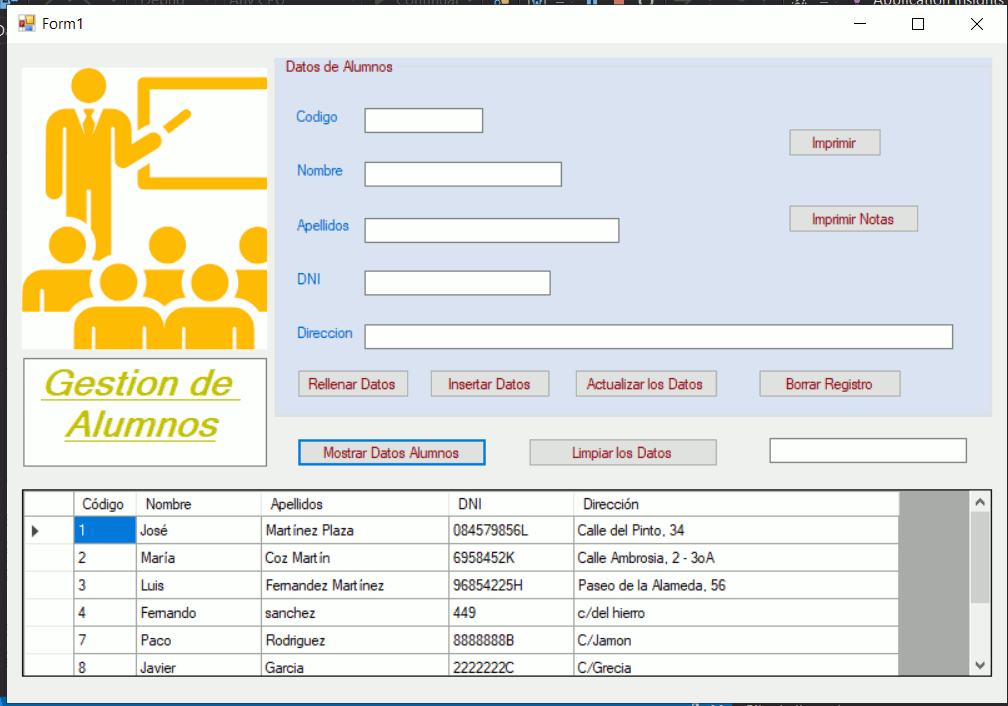 Form1
Datos de Alumnos
Codigo
Imprimir
Nombre
Imprimir Notas
Apellidos
DNI
Direccion
Rellenar Datos Insertar Datos Actualizar los Datos Borrar Registro
Gestion de
Alumnos
Mostrar Datos Alumnos Limpiar los Datos
Código Nombre Apellidos DNI Dirección
1 José Martínez Plaza 084579856L Calle del Pinto, 34
2 María Coz Martín 6958452K Calle Ambrosia, 2 - 3oA
3 Luis Fernandez Martínez 96854225H Paseo de la Alameda, 56
4 Fernando sanchez 449 c/del hierro
7 Paco Rodriguez 8888888B C/Jamon
8 Javier Garcia 2222222C C/Grecia